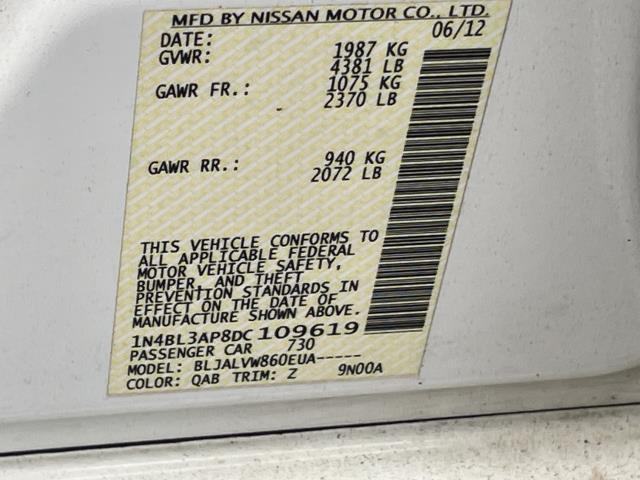 MFD BY NISSAN MOTOR CO., LTD.
DATE: 06/12
GVWR: 1987 KG
4381 LB
GAWR FR.: 1075 KG
2370 LB
GAWR RR.: 940 KG
2072 LB
THIS VEHICLE CONFORMS TO
ALL APPLICABLE FEDERAL
MOTOR VEHICLE SAFETY,
BUMPER, AND THEFT
PREVENTION STANDARDS IN
EFFECT ON THE DATE OF
MANUFACTURE SHOWN ABOVE.
1N4BL3AP8DC109619
PASSENGER CAR 730
MODEL: BLJALVW860EUA-----
COLOR: QAB TRIM: Z 9N00A